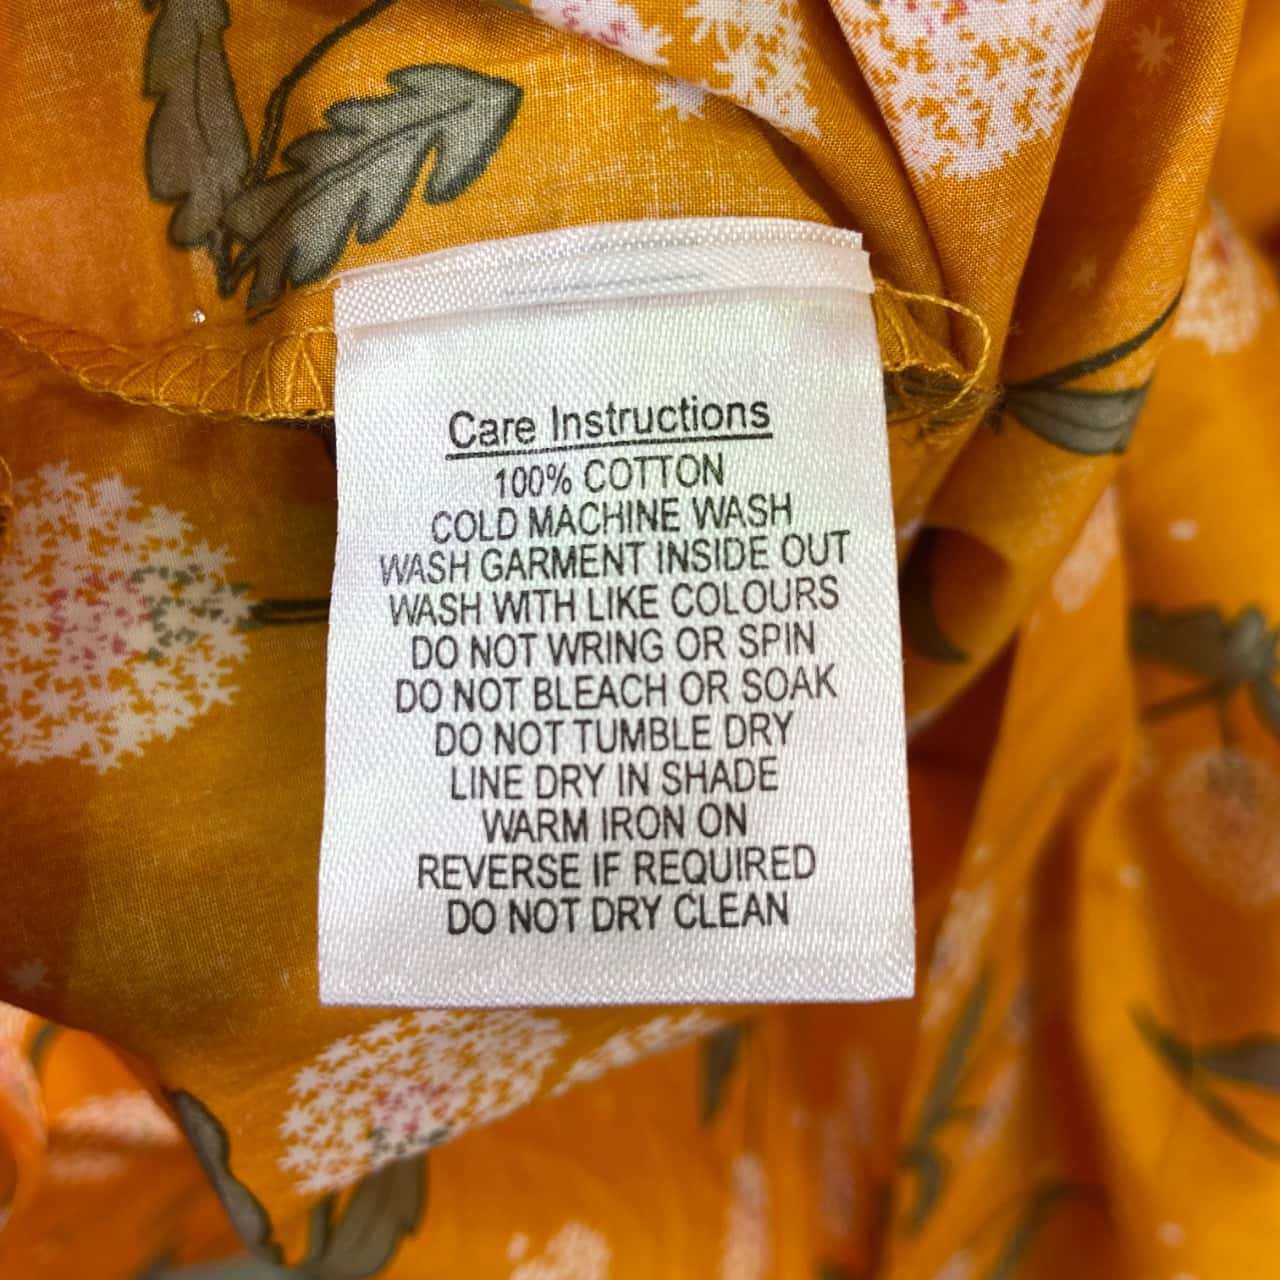 Care Instructions
100% COTTON
COLD MACHINE WASH
WASH GARMENT INSIDE OUT
WASH WITH LIKE COLOURS
DO NOT WRING OR SPIN
DO NOT BLEACH OR SOAK
DO NOT TUMBLE DRY
LINE DRY IN SHADE
WARM IRON ON
REVERSE IF REQUIRED
DO NOT DRY CLEAN